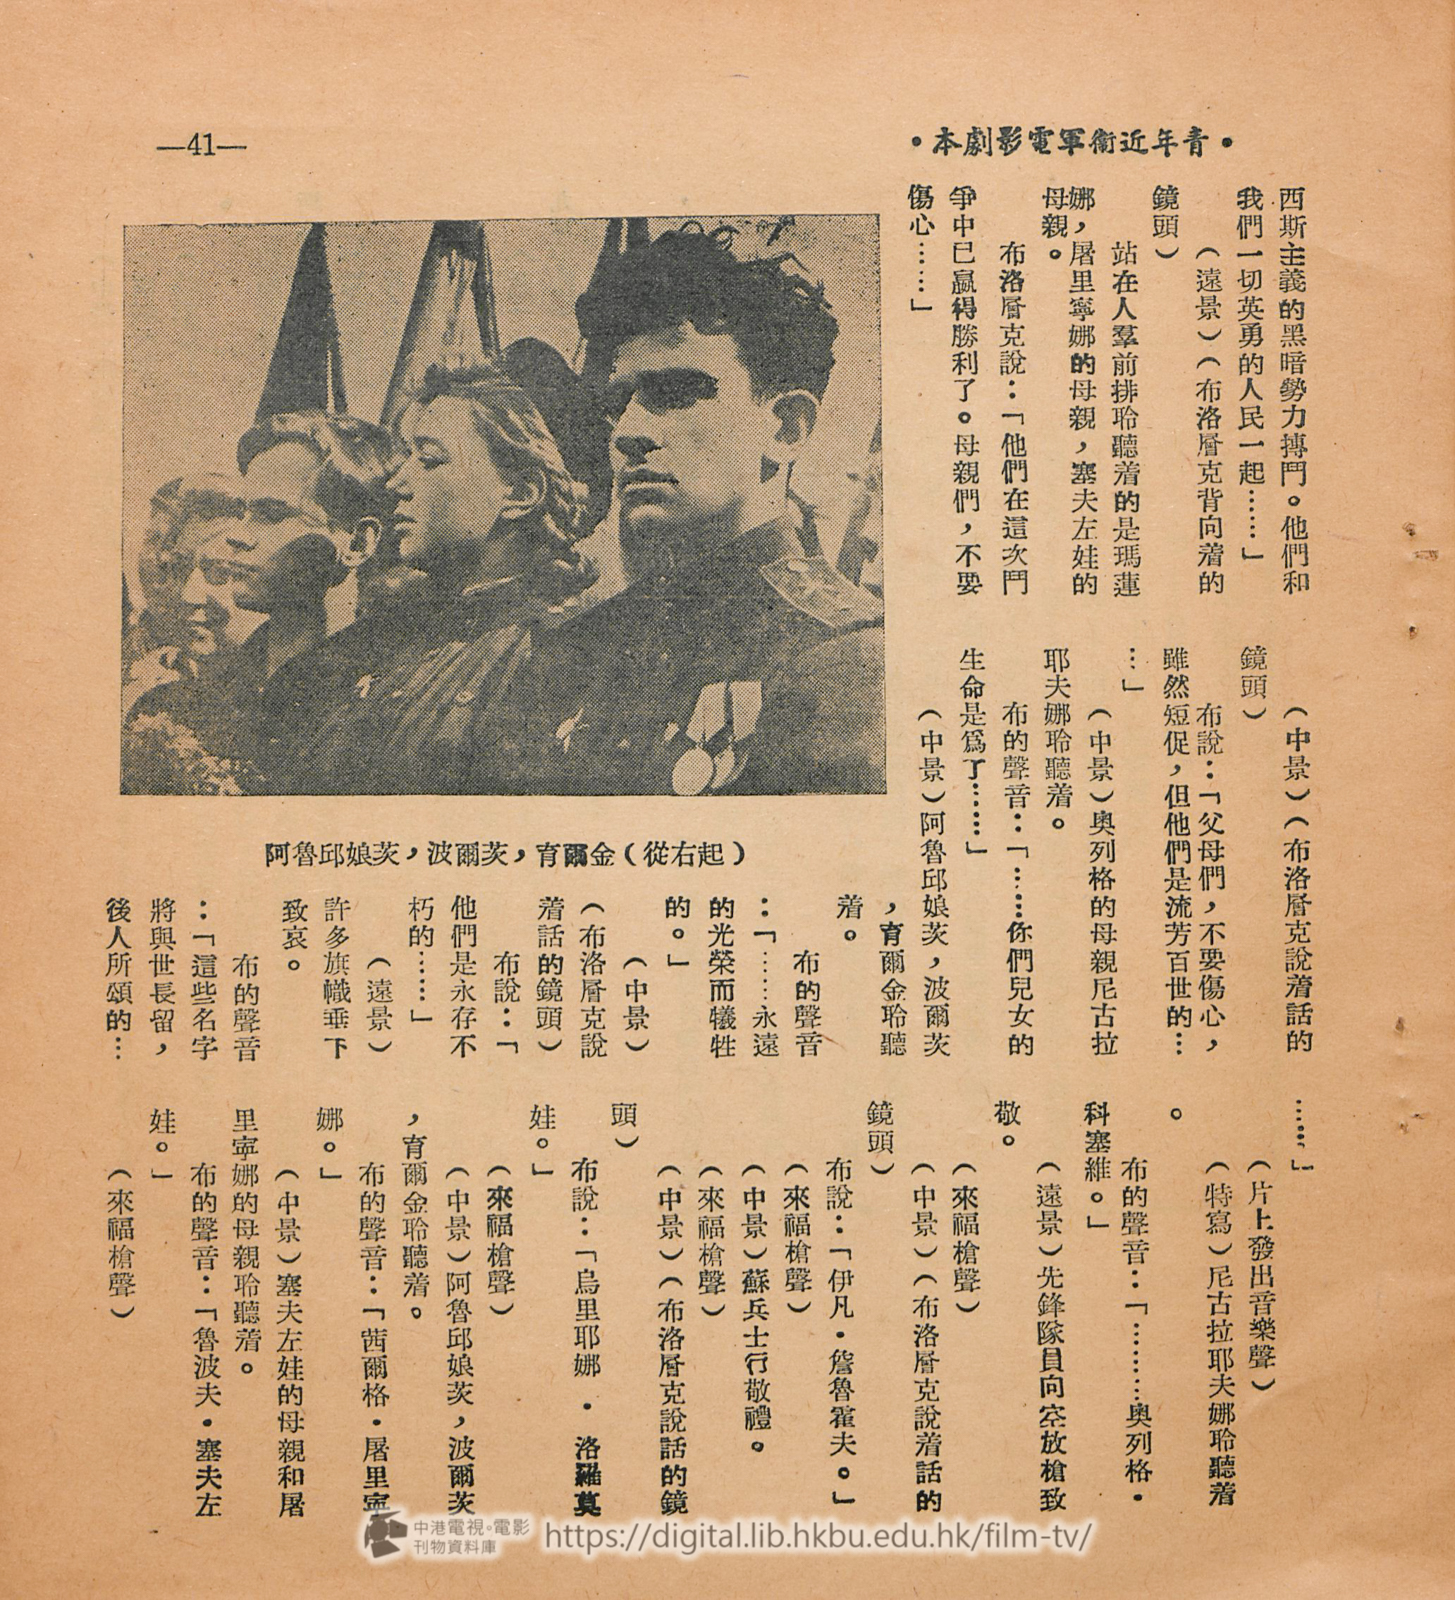 —41—
•青年近衞軍電影劇本•
西斯主義的黑暗勢力搏鬥。他們和
我們一切英勇的人民一起……」
（遠景）（布洛層克背向着的
鏡頭）
站在人羣前排聆聽着的是瑪蓮
娜，屠里寧娜的母親，塞夫左娃的
母親。
布洛層克說：「他們在這次鬥
爭中已贏得勝利了。母親們，不要
傷心……」
（中景）（布洛層克說着話的
鏡頭）
布說：「父母們，不要傷心，
雖然短促，但他們是流芳百世的…
…」
（中景）奧列格的母親尼古拉
耶夫娜聆聽着。
布的聲音：「……你們兒女的
生命是爲了……」
（中景）阿魯邱娘茨，波爾茨
，育爾金聆聽
着。
布的聲音
：「……永遠
的光榮而犧牲
的。」
（中景）
（布洛層克說
着話的鏡頭）
布說：「
他們是永存不
朽的……」
（遠景）
許多旗幟垂下
致哀。
布的聲音
：「這些名字
將與世長留，
後人所頌的…
阿魯邱娘茨，波爾茨，育爾金（從右起）
……」
（片上發出音樂聲）
（特寫）尼古拉耶夫娜聆聽着
。
布的聲音：「………奧列格•
科塞維。」
（遠景）先鋒隊員向空放槍致
敬。
（來福槍聲）
（中景）（布洛層克說着話的
鏡頭）
布說：「伊凡•詹魯霍夫。」
（來福槍聲）
（中景）蘇兵士行敬禮。
（來福槍聲）
（中景）（布洛層克說話的鏡
頭）
布說：「烏里耶娜•洛羅莫
娃。」
（來福槍聲）
（中景）阿魯邱娘茨，波爾茨
，育爾金聆聽着。
布的聲音：「茜爾格•屠里寧
娜。」
（中景）塞夫左娃的母親和屠
里寧娜的母親聆聽着。
布的聲音：「魯波夫•塞夫左
娃。」
（來福槍聲）
中港電視•電影
刊物資料庫
https://digital.lib.hkbu.edu.hk/film-tv/